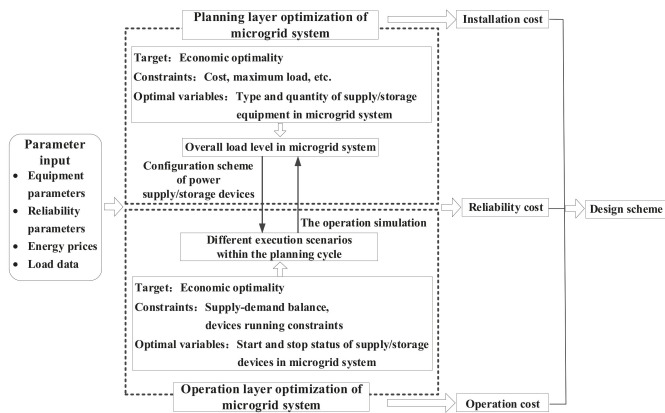 Planning layer optimization of
microgrid system
Installation cost
Target：Economic optimality
Constraints：Cost, maximum load, etc.
Optimal variables：Type and quantity of supply/storage
equipment in microgrid system
Overall load level in microgrid system
Configuration scheme
of power
supply/storage devices
Parameter
input
• Equipment
parameters
• Reliability
parameters
• Energy prices
• Load data
Reliability cost
Design scheme
The operation simulation
Different execution scenarios
within the planning cycle
Target：Economic optimality
Constraints：Supply-demand balance,
devices running constraints
Optimal variables：Start and stop status of supply/storage
devices in microgrid system
Operation layer optimization of
microgrid system
Operation cost